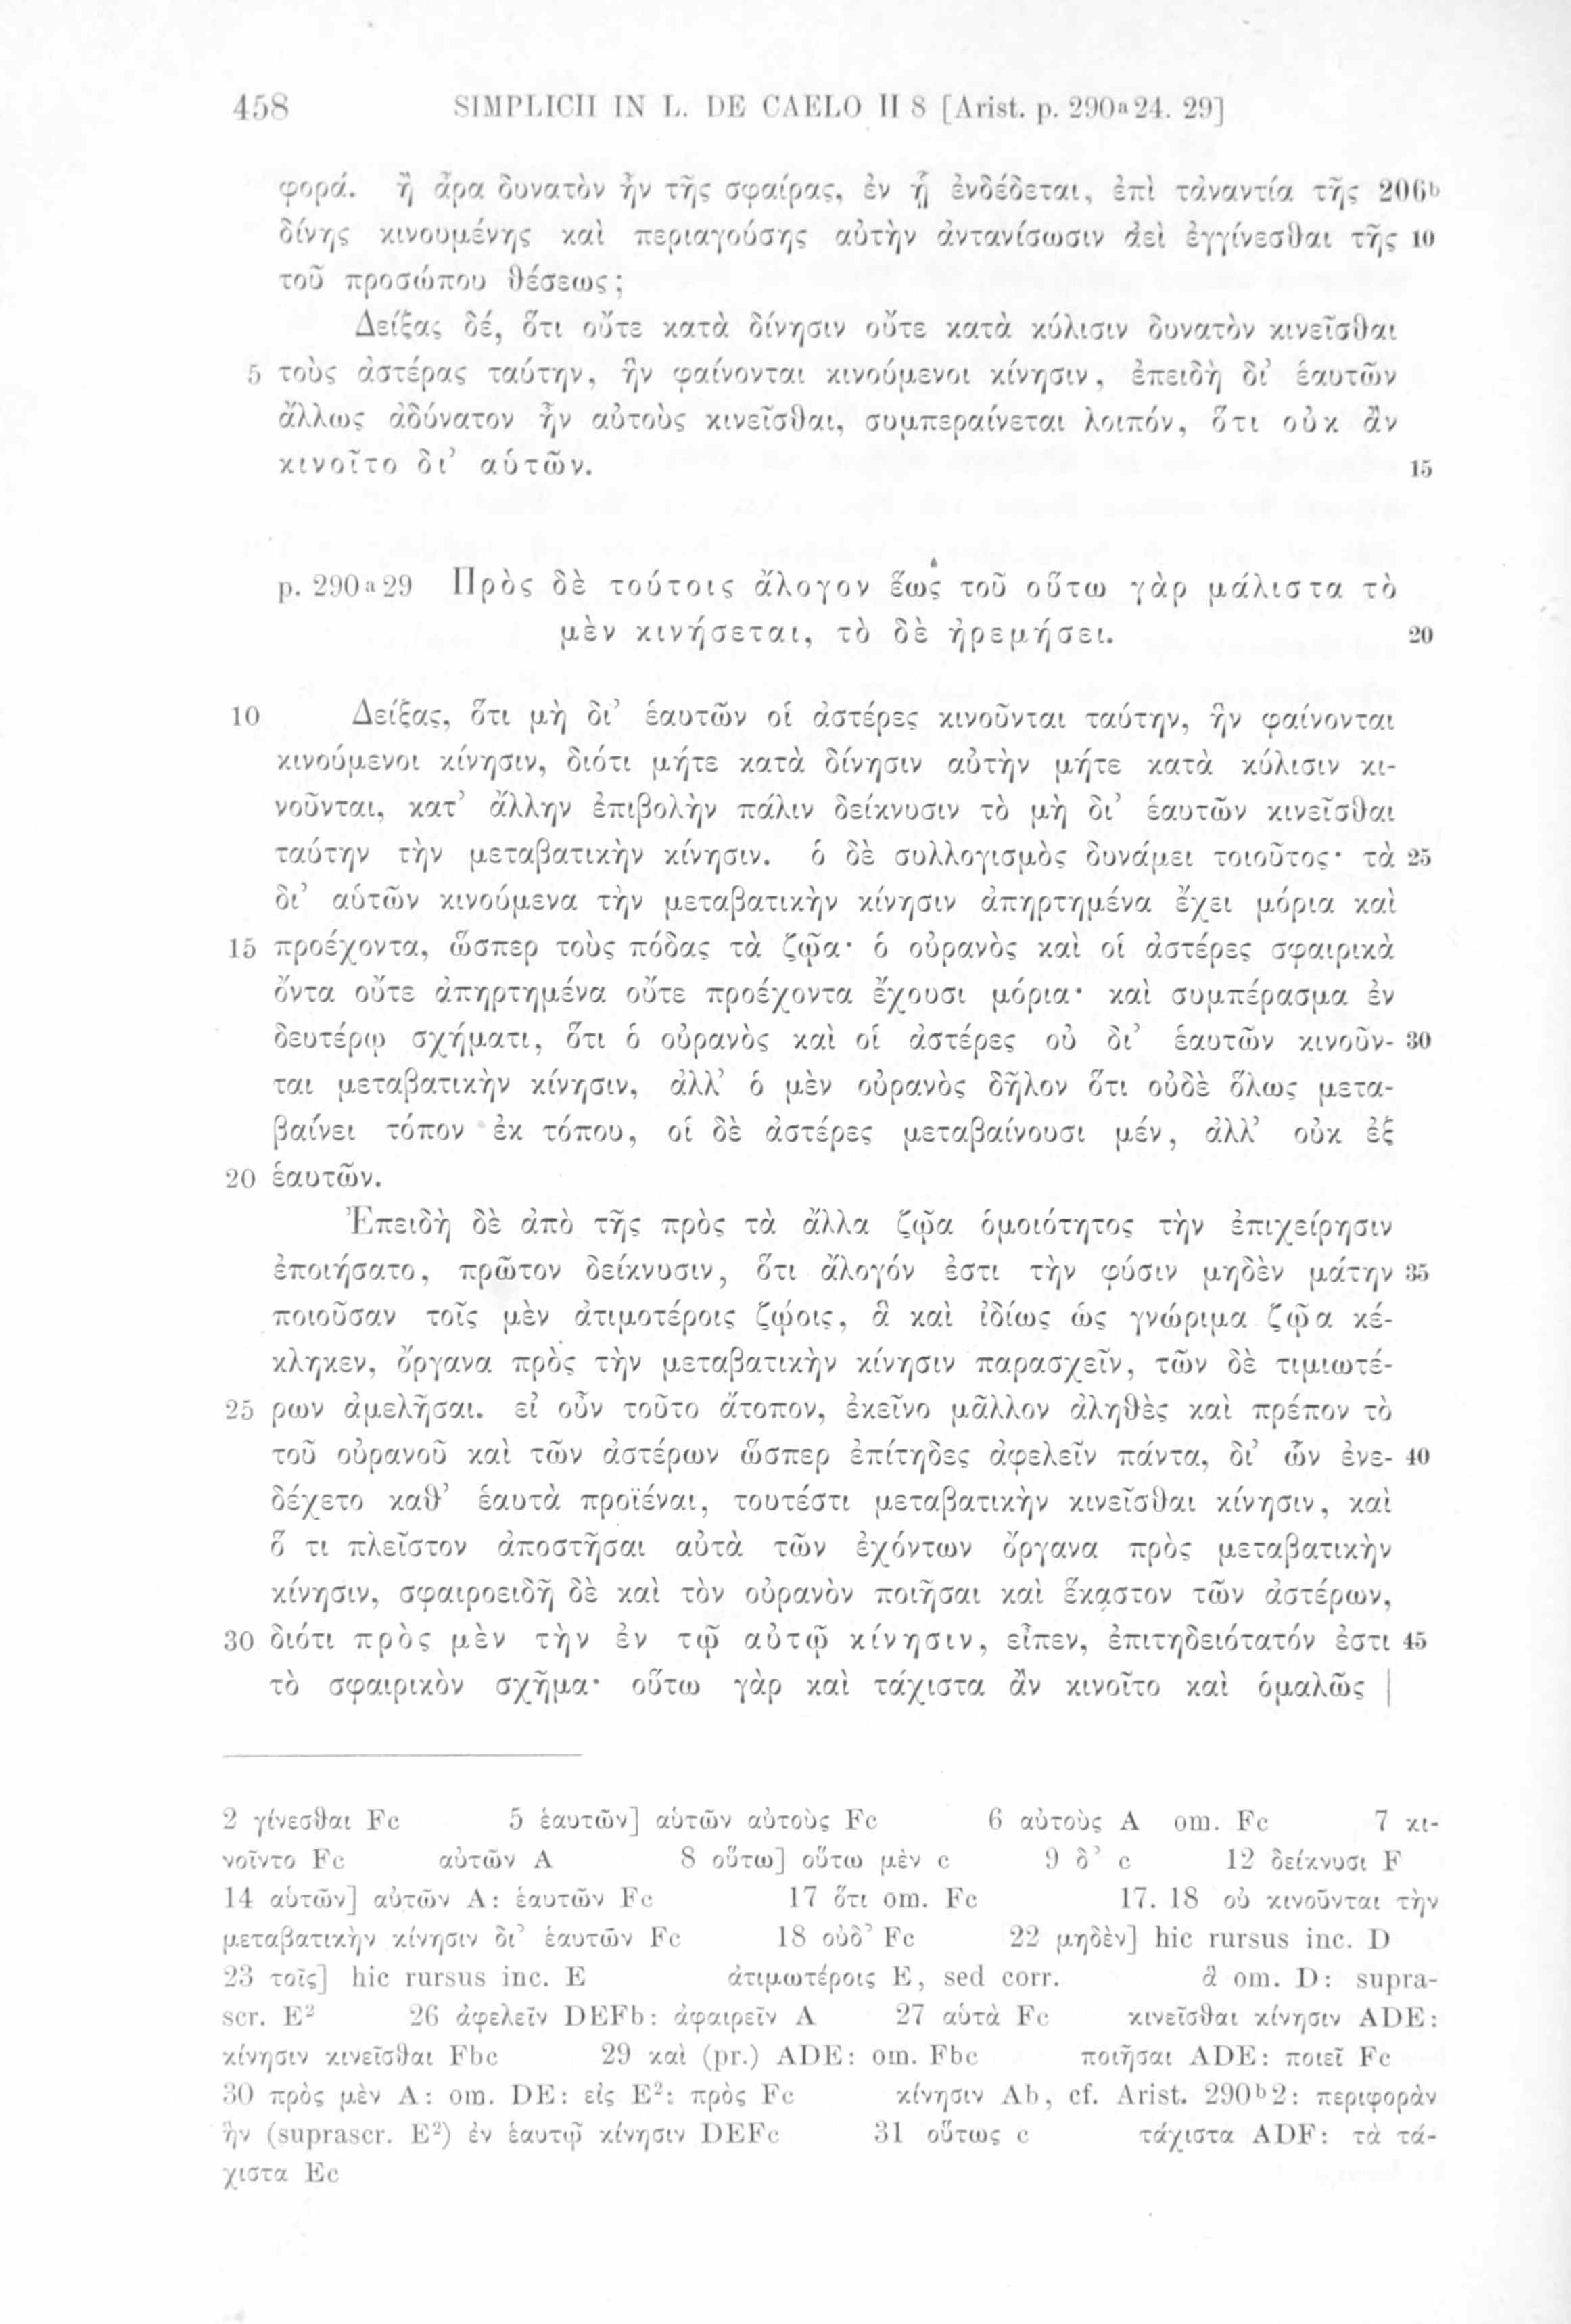 458 SIMPLICII IN L. DE CAELO II 8 [Arist. p. 290ᵃ24. 29]
φορά. ἢ ἆρα δυνατὸν ἦν τῆς σφαίρας, ἐν ᾗ ἐνδέδεται, ἐπὶ τἀναντία τῆς 206ᵇ
δίνης κινουμένης καὶ περιαγούσης αὐτὴν ἀντανίσωσιν ἀεὶ ἐγγίνεσθαι τῆς 10
τοῦ προσώπου θέσεως;
Δείξας δέ, ὅτι οὔτε κατὰ δίνησιν οὔτε κατὰ κύλισιν δυνατὸν κινεῖσθαι
5 τοὺς ἀστέρας ταύτην, ἣν φαίνονται κινούμενοι κίνησιν, ἐπειδὴ δι’ ἑαυτῶν
ἄλλως ἀδύνατον ἦν αὐτοὺς κινεῖσθαι, συμπεραίνεται λοιπόν, ὅτι οὐκ ἂν
κινοῖτο δι’ αὑτῶν. 15
p. 290ᵃ29 Πρὸς δὲ τούτοις ἄλογον ἕως τοῦ οὕτω γὰρ μάλιστα τὸ
μὲν κινήσεται, τὸ δὲ ἠρεμήσει. 20
10 Δείξας, ὅτι μὴ δι’ ἑαυτῶν οἱ ἀστέρες κινοῦνται ταύτην, ἣν φαίνονται
κινούμενοι κίνησιν, διότι μήτε κατὰ δίνησιν αὐτὴν μήτε κατὰ κύλισιν κι-
νοῦνται, κατ’ ἄλλην ἐπιβολὴν πάλιν δείκνυσιν τὸ μὴ δι’ ἑαυτῶν κινεῖσθαι
ταύτην τὴν μεταβατικὴν κίνησιν. ὁ δὲ συλλογισμὸς δυνάμει τοιοῦτος· τὰ 25
δι’ αὑτῶν κινούμενα τὴν μεταβατικὴν κίνησιν ἀπηρτημένα ἔχει μόρια καὶ
15 προέχοντα, ὥσπερ τοὺς πόδας τὰ ζῷα· ὁ οὐρανὸς καὶ οἱ ἀστέρες σφαιρικὰ
ὄντα οὔτε ἀπηρτημένα οὔτε προέχοντα ἔχουσι μόρια· καὶ συμπέρασμα ἐν
δευτέρῳ σχήματι, ὅτι ὁ οὐρανὸς καὶ οἱ ἀστέρες οὐ δι’ ἑαυτῶν κινοῦν- 30
ται μεταβατικὴν κίνησιν, ἀλλ’ ὁ μὲν οὐρανὸς δῆλον ὅτι οὐδὲ ὅλως μετα-
βαίνει τόπον ἐκ τόπου, οἱ δὲ ἀστέρες μεταβαίνουσι μέν, ἀλλ’ οὐκ ἐξ
20 ἑαυτῶν.
Ἐπειδὴ δὲ ἀπὸ τῆς πρὸς τὰ ἄλλα ζῷα ὁμοιότητος τὴν ἐπιχείρησιν
ἐποιήσατο, πρῶτον δείκνυσιν, ὅτι ἄλογόν ἐστι τὴν φύσιν μηδὲν μάτην 35
ποιοῦσαν τοῖς μὲν ἀτιμοτέροις ζῴοις, ἃ καὶ ἰδίως ὡς γνώριμα ζῷα κέ-
κληκεν, ὄργανα πρὸς τὴν μεταβατικὴν κίνησιν παρασχεῖν, τῶν δὲ τιμιωτέ-
25 ρων ἀμελῆσαι. εἰ οὖν τοῦτο ἄτοπον, ἐκεῖνο μᾶλλον ἀληθὲς καὶ πρέπον τὸ
τοῦ οὐρανοῦ καὶ τῶν ἀστέρων ὥσπερ ἐπίτηδες ἀφελεῖν πάντα, δι’ ὧν ἐνε- 40
δέχετο καθ’ ἑαυτὰ προϊέναι, τουτέστι μεταβατικὴν κινεῖσθαι κίνησιν, καὶ
ὅ τι πλεῖστον ἀποστῆσαι αὐτὰ τῶν ἐχόντων ὄργανα πρὸς μεταβατικὴν
κίνησιν, σφαιροειδῆ δὲ καὶ τὸν οὐρανὸν ποιῆσαι καὶ ἕκαστον τῶν ἀστέρων,
30 διότι πρὸς μὲν τὴν ἐν τῷ αὐτῷ κίνησιν, εἶπεν, ἐπιτηδειότατόν ἐστι 45
τὸ σφαιρικὸν σχῆμα· οὕτω γὰρ καὶ τάχιστα ἂν κινοῖτο καὶ ὁμαλῶς |
2 γίνεσθαι Fc 5 ἑαυτῶν] αὑτῶν αὐτοὺς Fc 6 αὐτοὺς A om. Fc 7 κι-
νοῖντο Fc αὐτῶν A 8 οὕτω] οὕτω μὲν c 9 δ’ c 12 δείκνυσι F
14 αὑτῶν] αὐτῶν A: ἑαυτῶν Fc 17 ὅτι om. Fc 17. 18 οὐ κινοῦνται τὴν
μεταβατικὴν κίνησιν δι’ ἑαυτῶν Fc 18 οὐδ’ Fc 22 μηδὲν] hic rursus inc. D
23 τοῖς] hic rursus inc. E ἀτιμωτέροις E, sed corr. ἃ om. D: supra-
scr. E² 26 ἀφελεῖν DEFb: ἀφαιρεῖν A 27 αὑτὰ Fc κινεῖσθαι κίνησιν ADE:
κίνησιν κινεῖσθαι Fbc 29 καὶ (pr.) ADE: om. Fbc ποιῆσαι ADE: ποιεῖ Fc
30 πρὸς μὲν A: om. DE: εἰς E²: πρὸς Fc κίνησιν Ab, cf. Arist. 290ᵇ2: περιφορὰν
ἣν (suprascr. E²) ἐν ἑαυτῷ κίνησιν DEFc 31 οὕτως c τάχιστα ADF: τὰ τά-
χιστα Ec